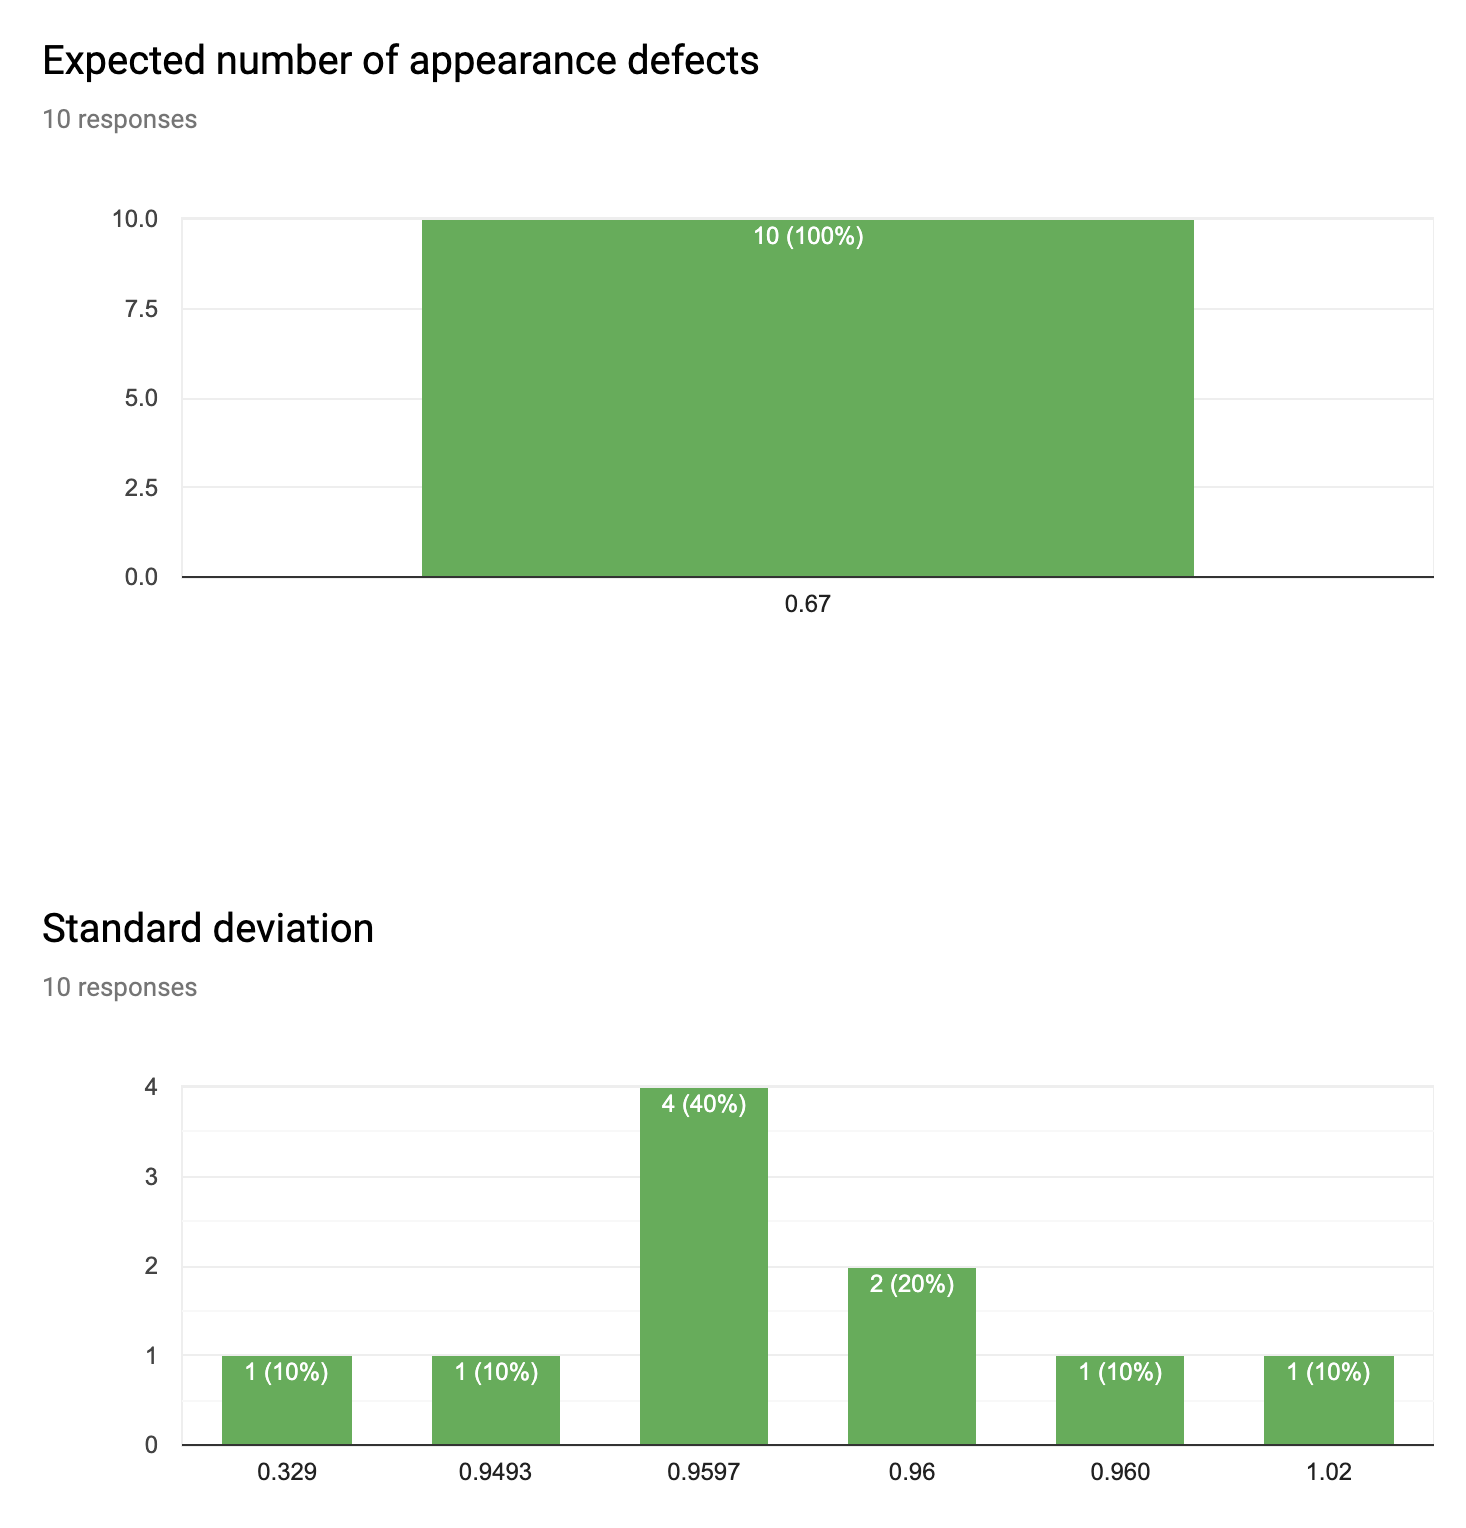 Expected number of appearance defects
10 responses
10.0
10 (100%)
7.5
5.0
2.5
0.0
0.67
Standard deviation
10 responses
4
4 (40%)
3
2
2 (20%)
1
1 (10%) 1 (10%) 1 (10%) 1 (10%)
0
0.329 0.9493 0.9597 0.96 0.960 1.02